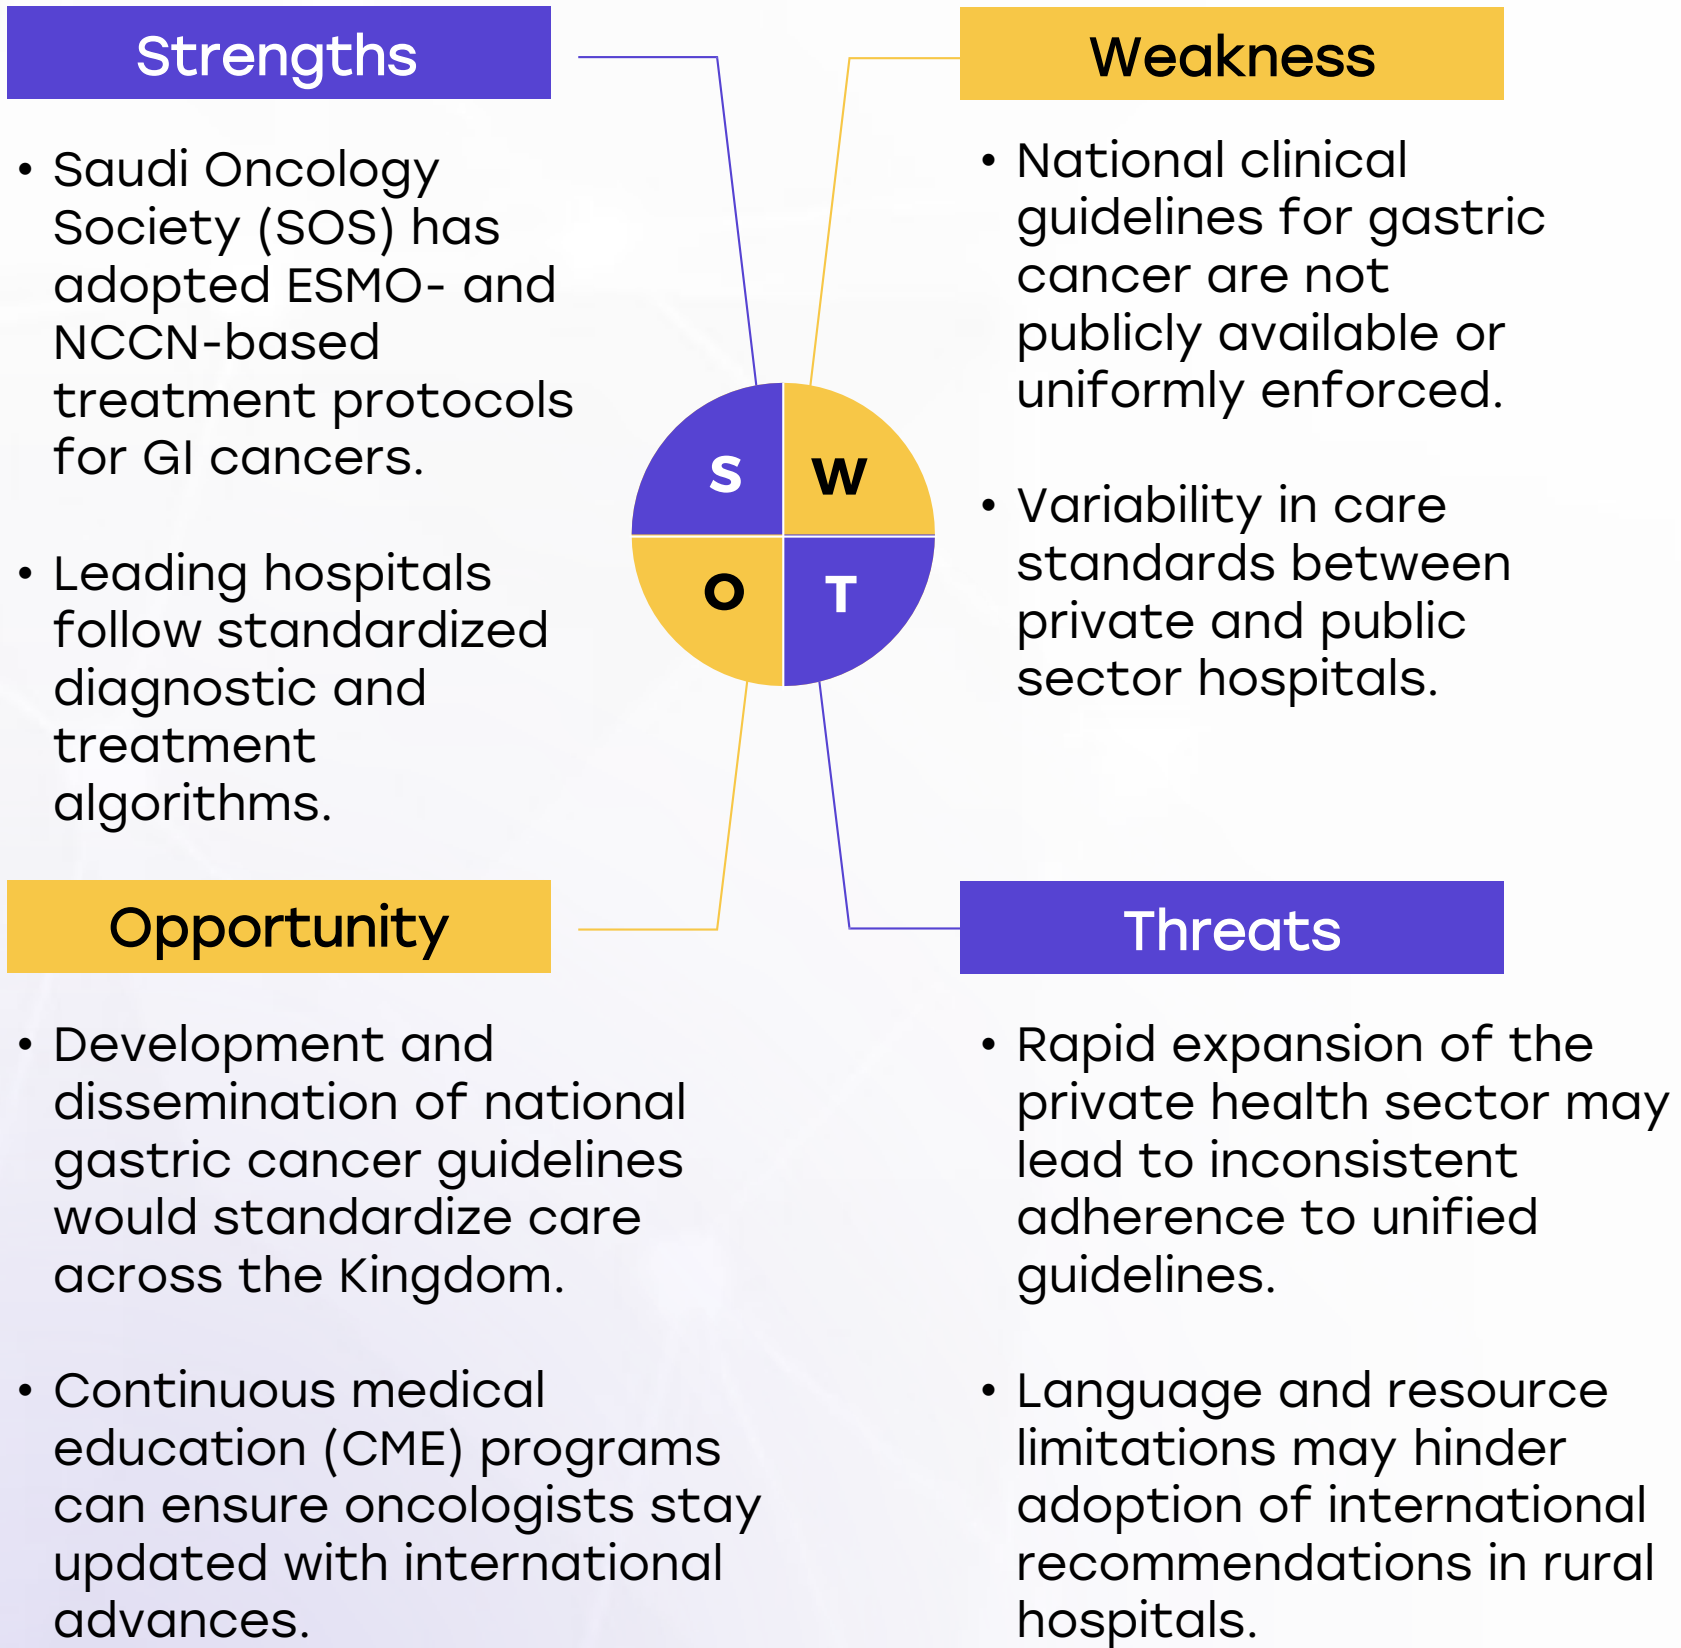 Strengths
• Saudi Oncology
Society (SOS) has
adopted ESMO- and
NCCN-based
treatment protocols
for GI cancers.
• Leading hospitals
follow standardized
diagnostic and
treatment
algorithms.
Weakness
• National clinical
guidelines for gastric
cancer are not
publicly available or
uniformly enforced.
• Variability in care
standards between
private and public
sector hospitals.
S
W
O
T
Opportunity
• Development and
dissemination of national
gastric cancer guidelines
would standardize care
across the Kingdom.
• Continuous medical
education (CME) programs
can ensure oncologists stay
updated with international
advances.
Threats
• Rapid expansion of the
private health sector may
lead to inconsistent
adherence to unified
guidelines.
• Language and resource
limitations may hinder
adoption of international
recommendations in rural
hospitals.